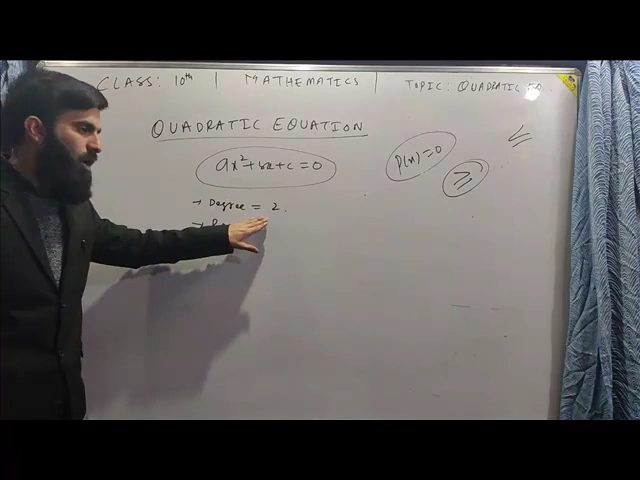 CLASS: 10th | MATHEMATICS | TOPIC: QUADRATIC EQ.
QUADRATIC EQUATION
ax²+bx+c=0
p(x)=0
≤
≥
→ Degree = 2.
→